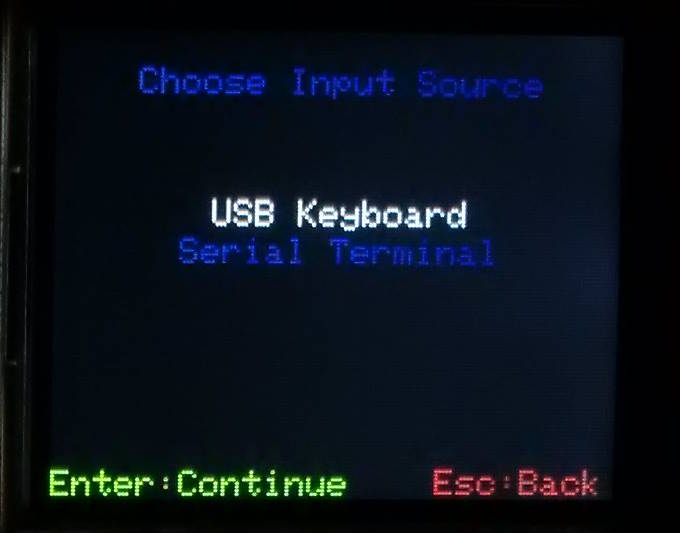 Choose Input Source
USB Keyboard
Serial Terminal
Enter:Continue Esc:Back